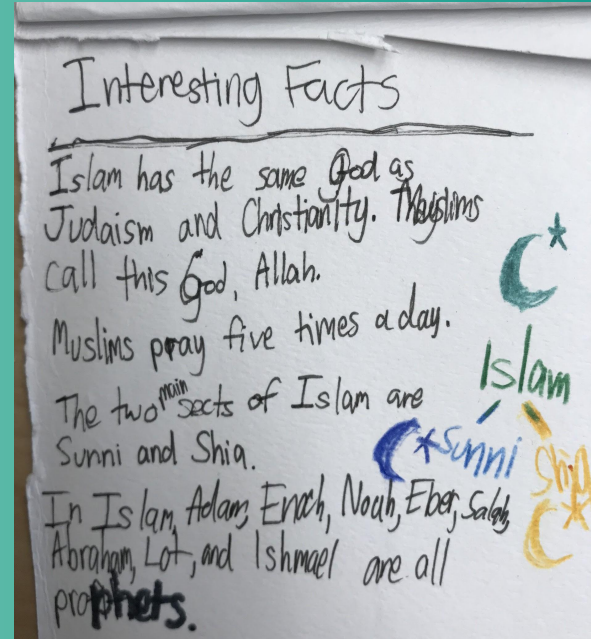 Interesting Facts
Islam has the same God as
Judaism and Christianity. Muslims
call this God, Allah.
Muslims pray five times a day.
The two main sects of Islam are
Sunni and Shia.
In Islam, Adam, Enoch, Noah, Eber, Salah,
Abraham, Lot, and Ishmael are all
prophets.
Islam
Sunni
Shia